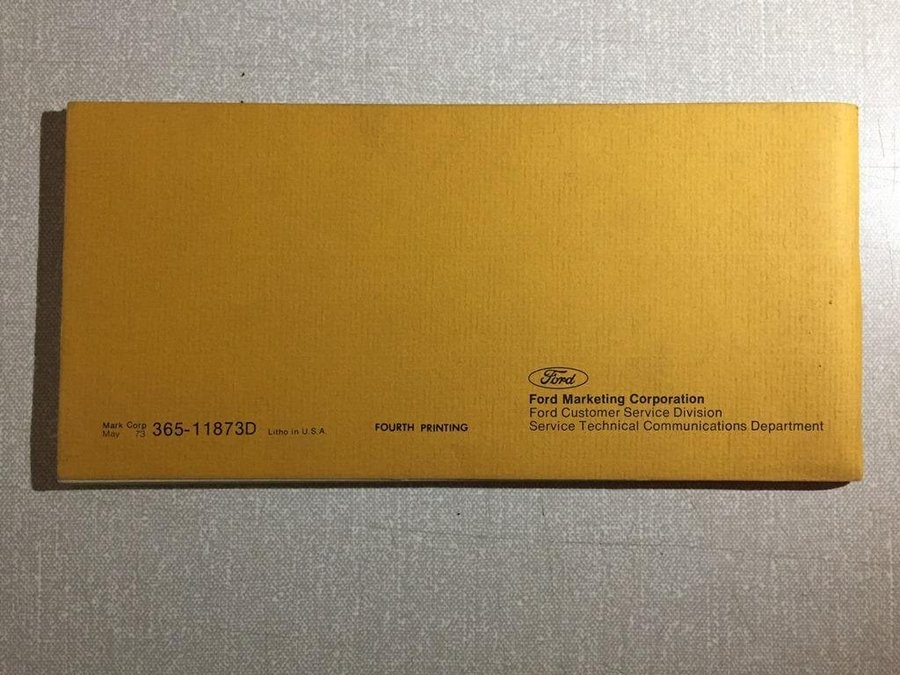 Mark Corp
May 73
365-11873D
Litho in U.S.A.
FOURTH PRINTING
Ford
Ford Marketing Corporation
Ford Customer Service Division
Service Technical Communications Department